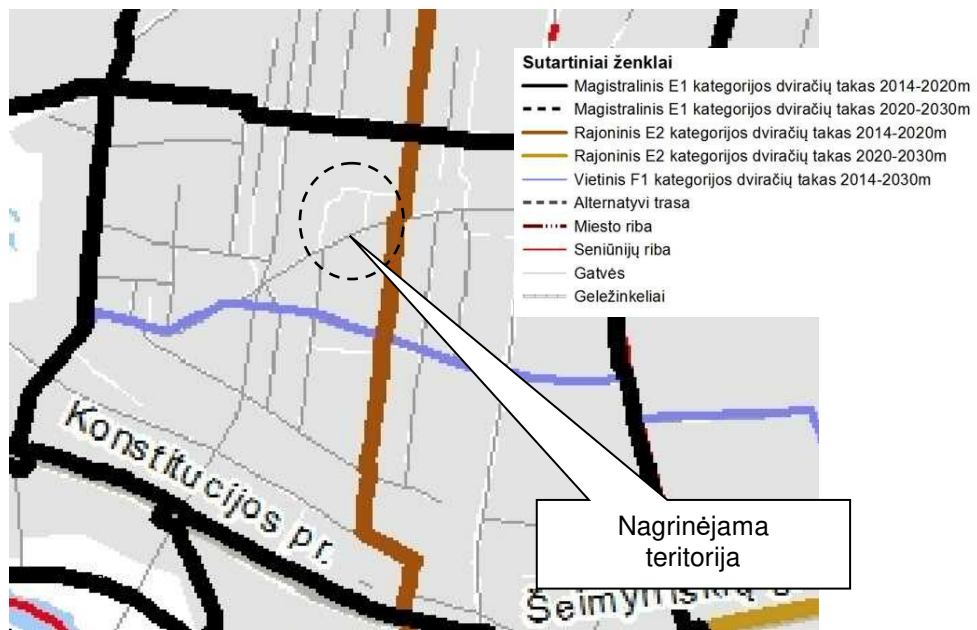 Sutartiniai ženklai
Magistralinis E1 kategorijos dviračių takas 2014-2020m
Magistralinis E1 kategorijos dviračių takas 2020-2030m
Rajoninis E2 kategorijos dviračių takas 2014-2020m
Rajoninis E2 kategorijos dviračių takas 2020-2030m
Vietinis F1 kategorijos dviračių takas 2014-2030m
Alternatyvi trasa
Miesto riba
Seniūnijų riba
Gatvės
Geležinkeliai
Konstitucijos pr.
Nagrinėjama
teritorija